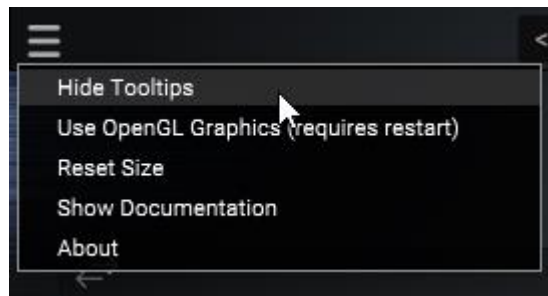 <
Hide Tooltips
Use OpenGL Graphics (requires restart)
Reset Size
Show Documentation
About